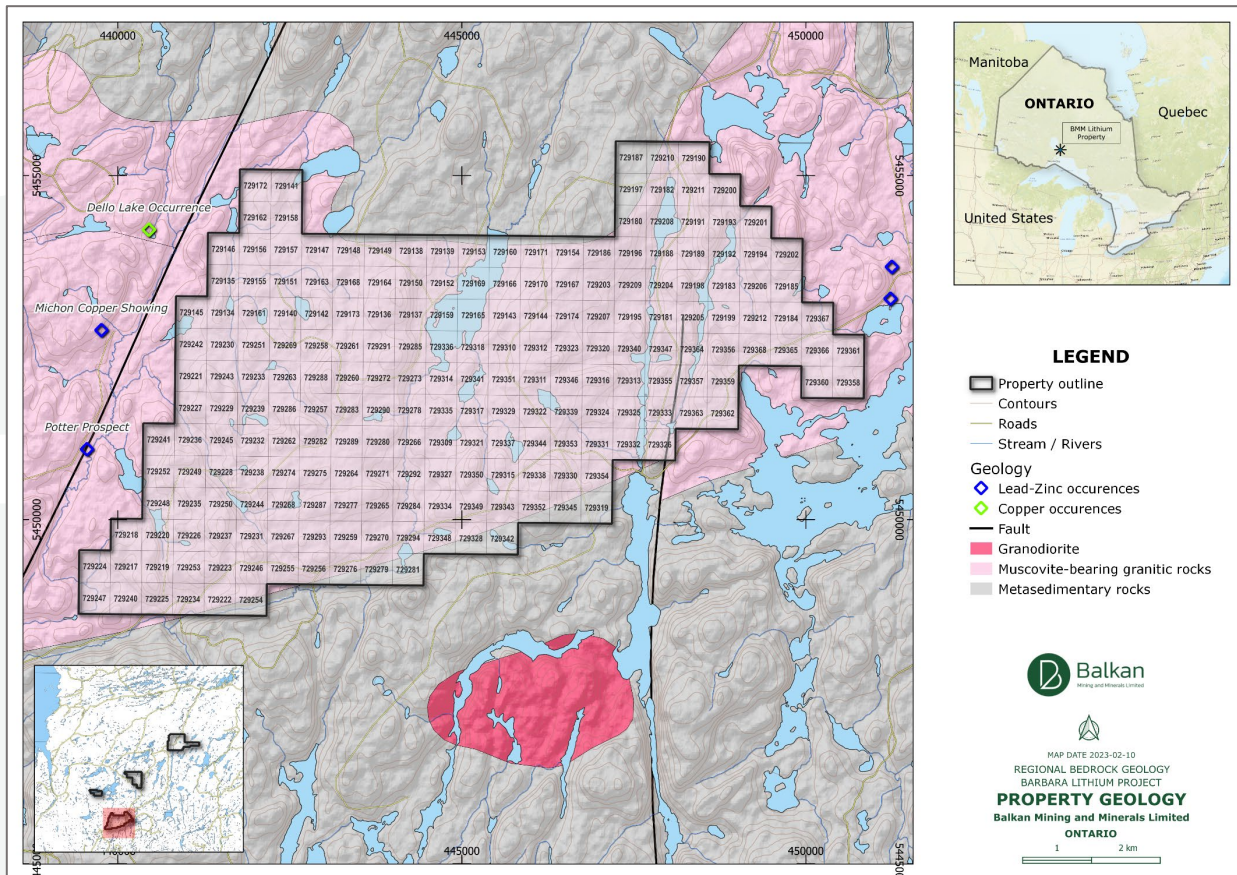 440000 445000 450000
5455000 5455000
5450000 5450000
5445000 5445000
445000 450000
Dello Lake Occurrence
Michon Copper Showing
Potter Prospect
729187 729210 729190
729172 729141 729197 729182 729211 729200
729162 729158 729180 729208 729191 729193 729201
729146 729156 729157 729147 729148 729149 729138 729139 729153 729160 729171 729154 729186 729196 729188 729189 729192 729194 729202
729135 729155 729151 729163 729168 729164 729150 729152 729169 729166 729170 729167 729203 729209 729204 729198 729183 729206 729185
729145 729134 729161 729140 729142 729173 729136 729137 729159 729165 729143 729144 729174 729207 729195 729181 729205 729199 729212 729184 729367
729242 729230 729251 729269 729258 729261 729291 729285 729336 729318 729310 729312 729323 729320 729340 729347 729364 729356 729368 729365 729366 729361
729221 729243 729233 729263 729288 729260 729272 729273 729314 729341 729351 729311 729346 729316 729313 729355 729357 729359 729360 729358
729227 729229 729239 729286 729257 729283 729290 729278 729335 729317 729329 729322 729339 729324 729325 729333 729363 729362
729241 729236 729245 729232 729262 729282 729289 729280 729266 729309 729321 729337 729344 729353 729331 729332 729326
729252 729249 729228 729238 729274 729275 729264 729271 729292 729327 729350 729315 729338 729330 729354
729248 729235 729250 729244 729268 729287 729277 729265 729284 729334 729349 729343 729352 729345 729319
729218 729220 729226 729237 729231 729267 729293 729259 729270 729294 729348 729328 729342
729224 729217 729219 729253 729223 729246 729255 729256 729276 729279 729281
729247 729240 729225 729234 729222 729254
Manitoba
ONTARIO
Quebec
BMM Lithium
Property
United States
LEGEND
Property outline
Contours
Roads
Stream / Rivers
Geology
Lead-Zinc occurences
Copper occurences
Fault
Granodiorite
Muscovite-bearing granitic rocks
Metasedimentary rocks
Balkan
Mining and Minerals Limited
MAP DATE 2023-02-10
REGIONAL BEDROCK GEOLOGY
BARBARA LITHIUM PROJECT
PROPERTY GEOLOGY
Balkan Mining and Minerals Limited
ONTARIO
1 2 km